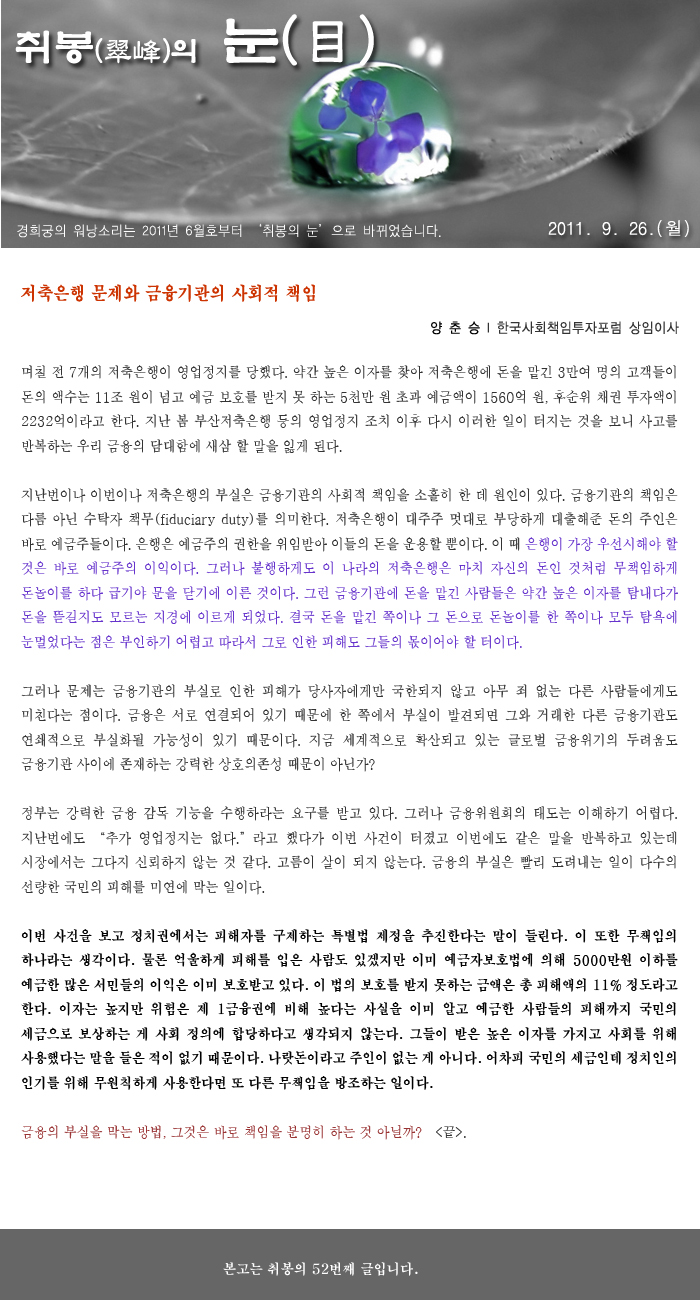 취봉(翠峰)의 눈(目)
경희궁의 워낭소리는 2011년 6월호부터 ‘취봉의 눈’으로 바뀌었습니다.
2011. 9. 26.(월)
저축은행 문제와 금융기관의 사회적 책임
양 춘 승 I 한국사회책임투자포럼 상임이사
며칠 전 7개의 저축은행이 영업정지를 당했다. 약간 높은 이자를 찾아 저축은행에 돈을 맡긴 3만여 명의 고객들이
돈의 액수는 11조 원이 넘고 예금 보호를 받지 못 하는 5천만 원 초과 예금액이 1560억 원, 후순위 채권 투자액이
2232억이라고 한다. 지난 봄 부산저축은행 등의 영업정지 조치 이후 다시 이러한 일이 터지는 것을 보니 사고를
반복하는 우리 금융의 담대함에 새삼 할 말을 잃게 된다.
지난번이나 이번이나 저축은행의 부실은 금융기관의 사회적 책임을 소홀히 한 데 원인이 있다. 금융기관의 책임은
다름 아닌 수탁자 책무(fiduciary duty)를 의미한다. 저축은행이 대주주 멋대로 부당하게 대출해준 돈의 주인은
바로 예금주들이다. 은행은 예금주의 권한을 위임받아 이들의 돈을 운용할 뿐이다. 이 때 은행이 가장 우선시해야 할
것은 바로 예금주의 이익이다. 그러나 불행하게도 이 나라의 저축은행은 마치 자신의 돈인 것처럼 무책임하게
돈놀이를 하다 급기야 문을 닫기에 이른 것이다. 그런 금융기관에 돈을 맡긴 사람들은 약간 높은 이자를 탐내다가
돈을 뜯길지도 모르는 지경에 이르게 되었다. 결국 돈을 맡긴 쪽이나 그 돈으로 돈놀이를 한 쪽이나 모두 탐욕에
눈멀었다는 점은 부인하기 어렵고 따라서 그로 인한 피해도 그들의 몫이어야 할 터이다.
그러나 문제는 금융기관의 부실로 인한 피해가 당사자에게만 국한되지 않고 아무 죄 없는 다른 사람들에게도
미친다는 점이다. 금융은 서로 연결되어 있기 때문에 한 쪽에서 부실이 발견되면 그와 거래한 다른 금융기관도
연쇄적으로 부실화될 가능성이 있기 때문이다. 지금 세계적으로 확산되고 있는 글로벌 금융위기의 두려움도
금융기관 사이에 존재하는 강력한 상호의존성 때문이 아닌가?
정부는 강력한 금융 감독 기능을 수행하라는 요구를 받고 있다. 그러나 금융위원회의 태도는 이해하기 어렵다.
지난번에도 “추가 영업정지는 없다.”라고 했다가 이번 사건이 터졌고 이번에도 같은 말을 반복하고 있는데
시장에서는 그다지 신뢰하지 않는 것 같다. 고름이 살이 되지 않는다. 금융의 부실은 빨리 도려내는 일이 다수의
선량한 국민의 피해를 미연에 막는 일이다.
이번 사건을 보고 정치권에서는 피해자를 구제하는 특별법 제정을 추진한다는 말이 들린다. 이 또한 무책임의
하나라는 생각이다. 물론 억울하게 피해를 입은 사람도 있겠지만 이미 예금자보호법에 의해 5000만원 이하를
예금한 많은 서민들의 이익은 이미 보호받고 있다. 이 법의 보호를 받지 못하는 금액은 총 피해액의 11% 정도라고
한다. 이자는 높지만 위험은 제 1금융권에 비해 높다는 사실을 이미 알고 예금한 사람들의 피해까지 국민의
세금으로 보상하는 게 사회 정의에 합당하다고 생각되지 않는다. 그들이 받은 높은 이자를 가지고 사회를 위해
사용했다는 말을 들은 적이 없기 때문이다. 나랏돈이라고 주인이 없는 게 아니다. 어차피 국민의 세금인데 정치인의
인기를 위해 무원칙하게 사용한다면 또 다른 무책임을 방조하는 일이다.
금융의 부실을 막는 방법, 그것은 바로 책임을 분명히 하는 것 아닐까? <끝>.
본고는 취봉의 52번째 글입니다.